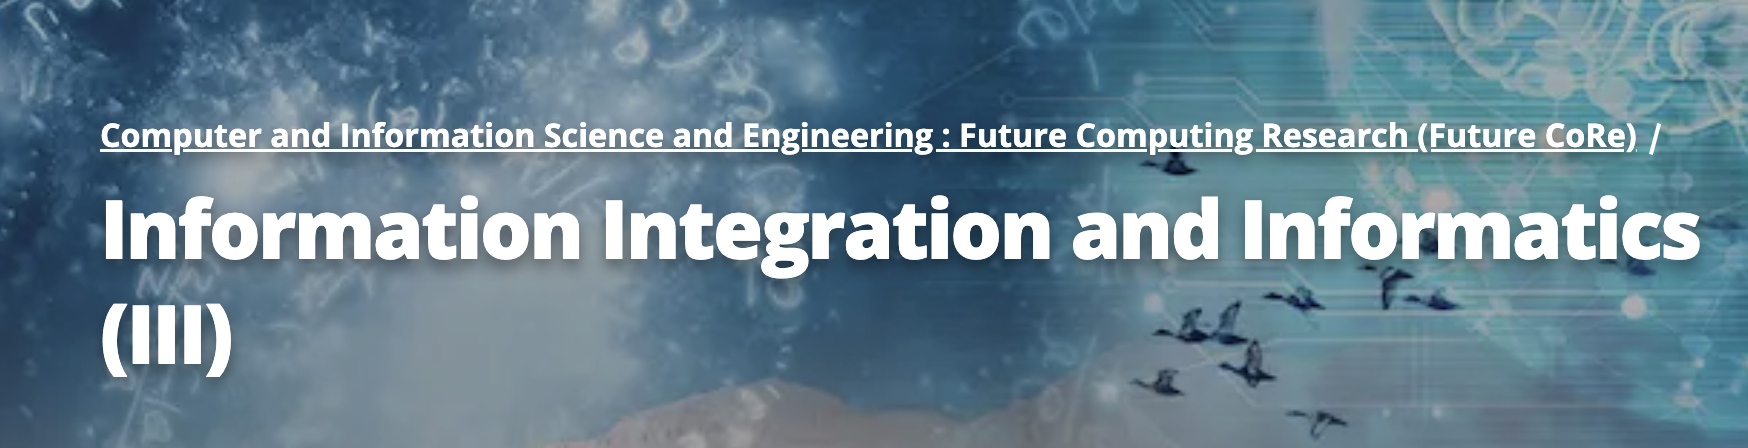 Computer and Information Science and Engineering : Future Computing Research (Future CoRe) /
Information Integration and Informatics
(III)